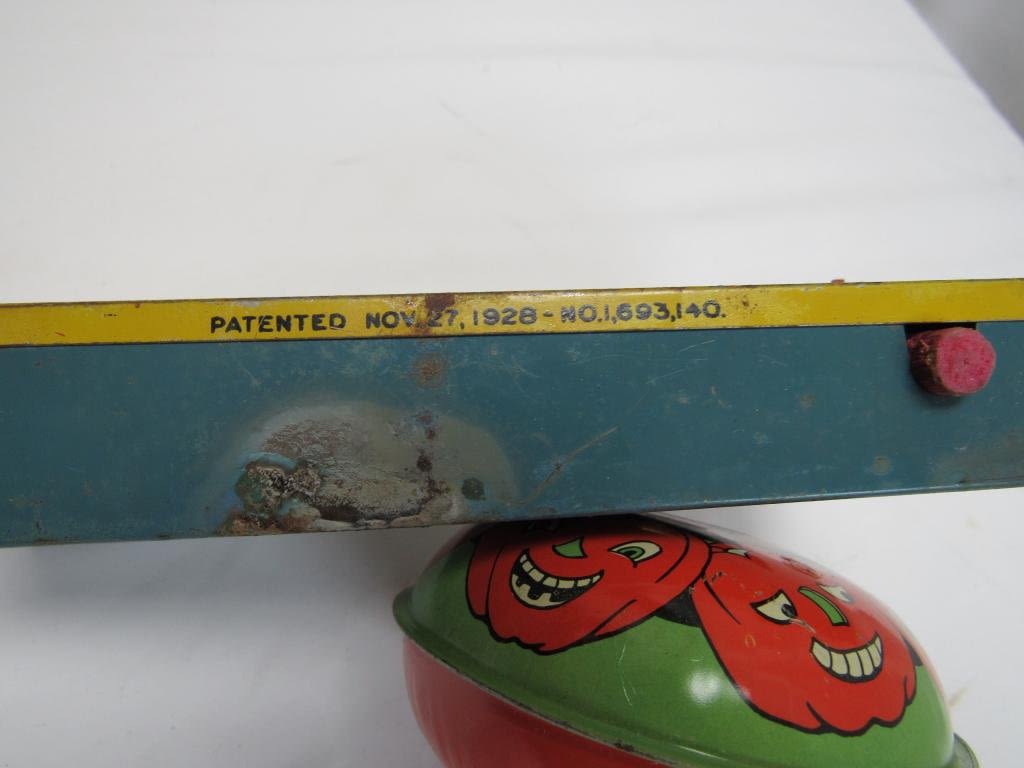 PATENTED NOV. 27, 1928 - NO. 1,693,140.